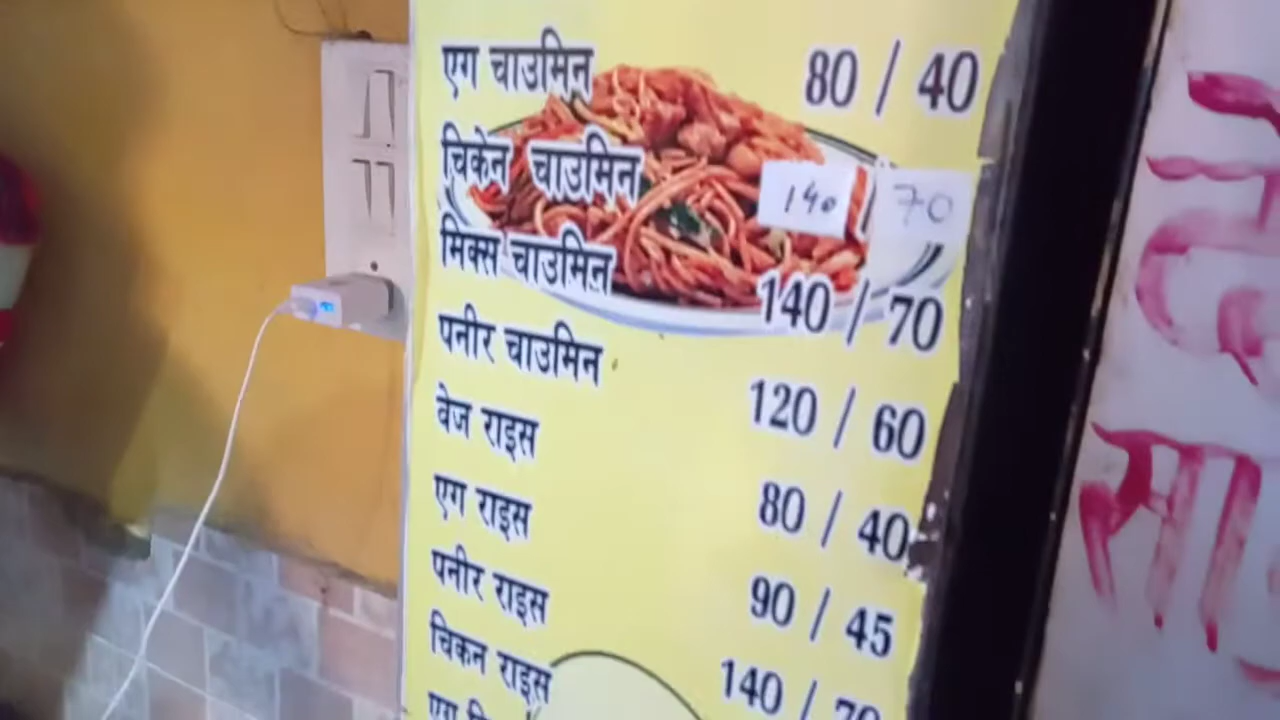 एग चाउमिन 80 / 40
चिकेन चाउमिन 140 / 70
मिक्स चाउमिन 140 / 70
पनीर चाउमिन 120 / 60
वेज राइस 80 / 40
एग राइस 90 / 45
पनीर राइस 140 / 70
चिकन राइस
एग